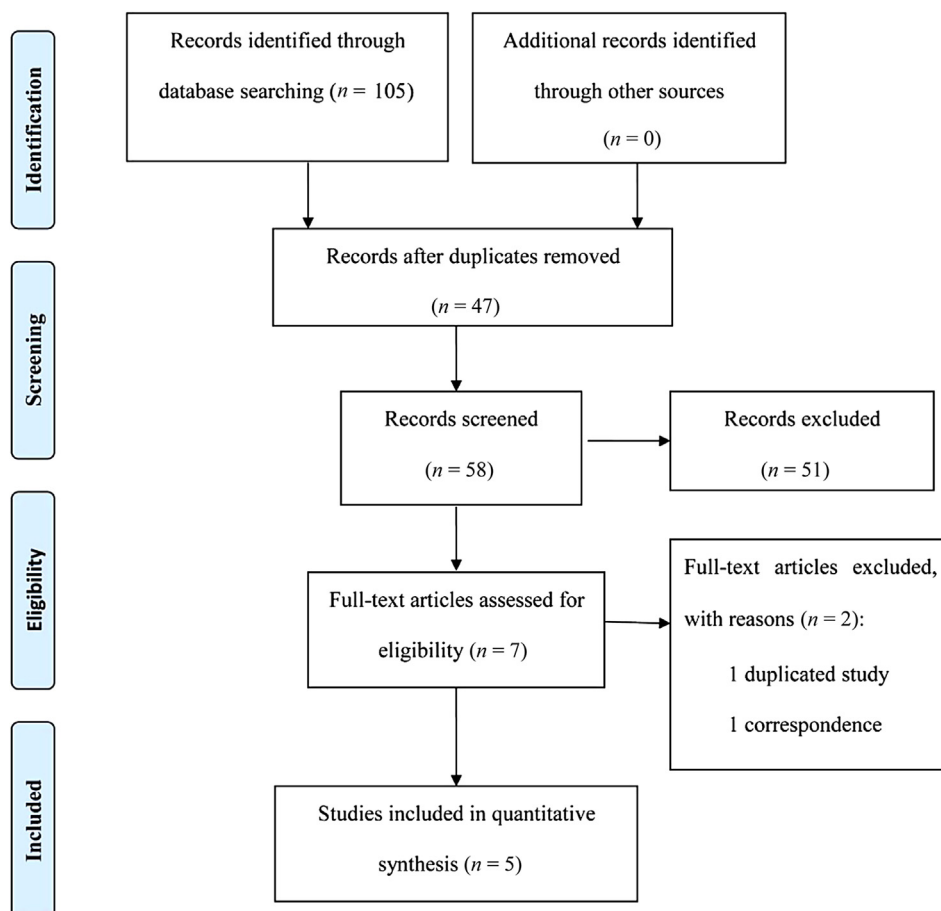 Identification
Records identified through
database searching (n = 105)
Additional records identified
through other sources
(n = 0)
Records after duplicates removed
(n = 47)
Screening
Records screened
(n = 58)
Records excluded
(n = 51)
Eligibility
Full-text articles assessed for
eligibility (n = 7)
Full-text articles excluded,
with reasons (n = 2):
1 duplicated study
1 correspondence
Included
Studies included in quantitative
synthesis (n = 5)